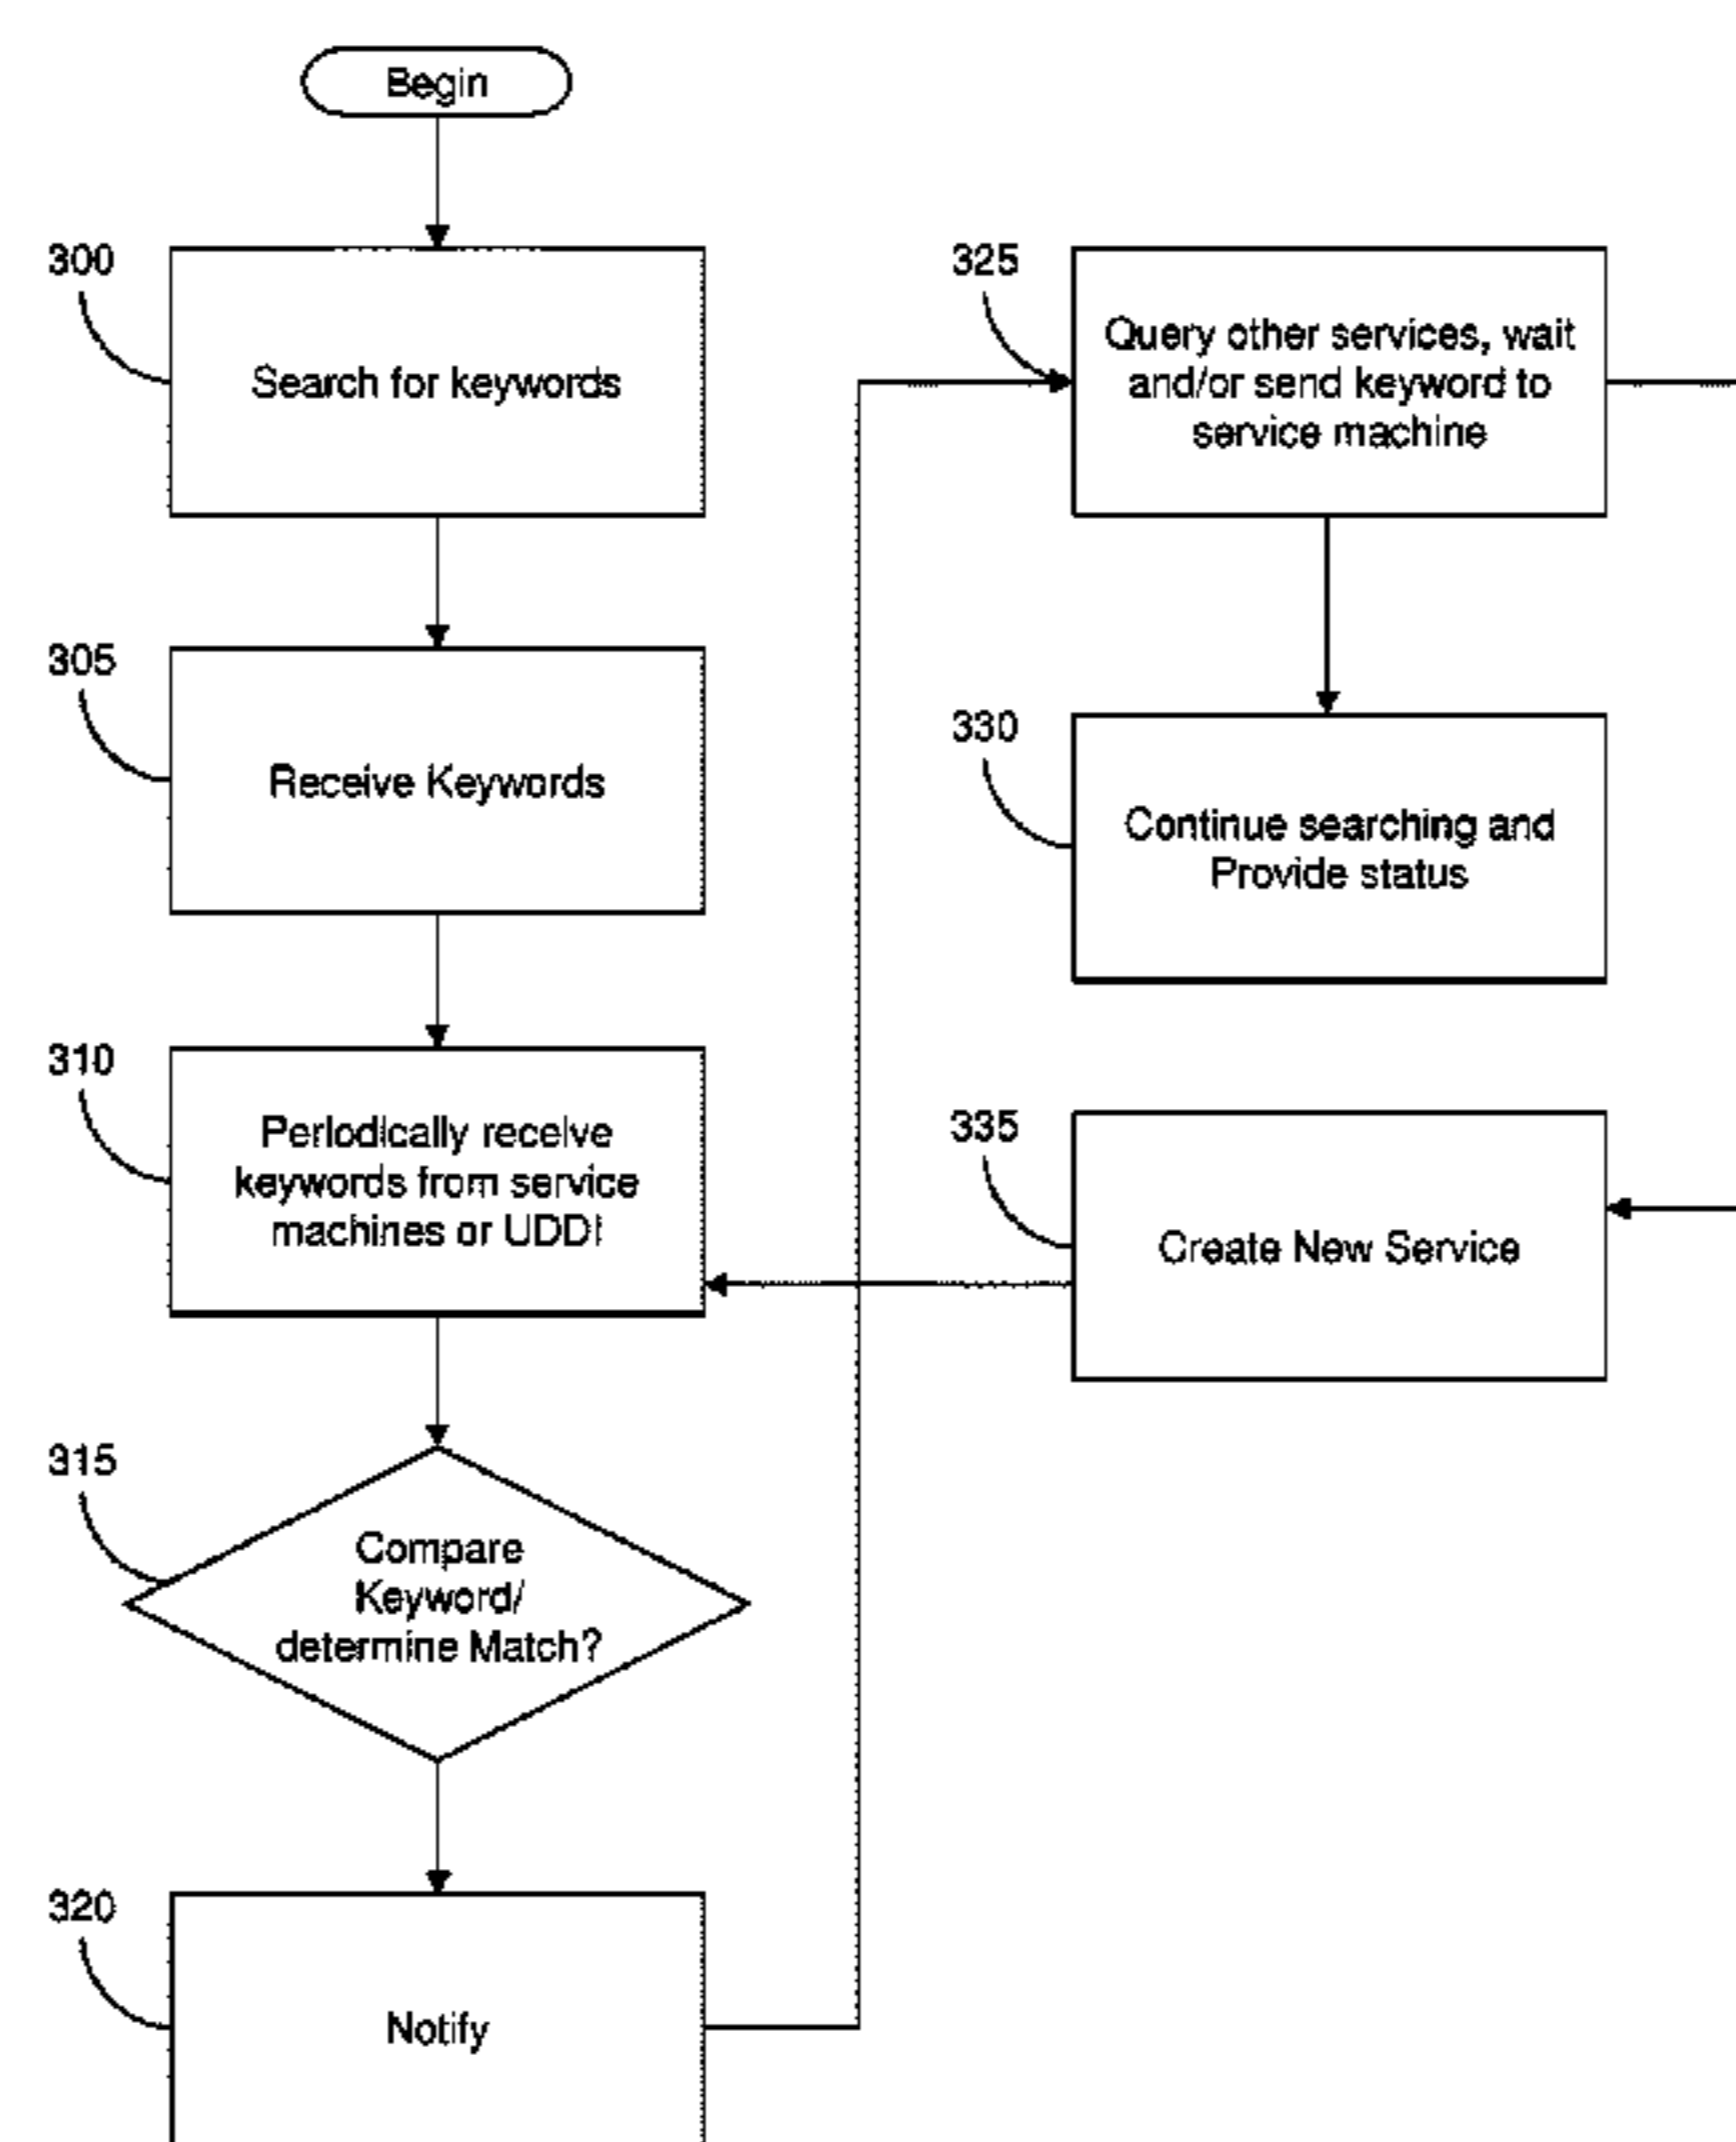 Begin
300
Search for keywords
305
Receive Keywords
310
Periodically receive
keywords from service
machines or UDDI
315
Compare
Keyword/
determine Match?
320
Notify
325
Query other services, wait
and/or send keyword to
service machine
330
Continue searching and
Provide status
335
Create New Service